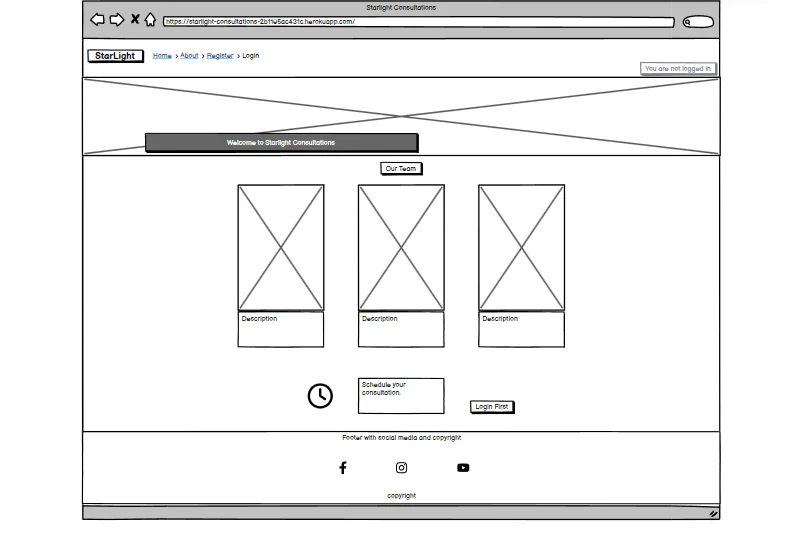 Starlight Consultations
https://starlight-consultations-2b1195ac431c.herokuapp.com/
StarLight
Home > About > Register > Login
You are not logged in
Welcome to Starlight Consultations
Our Team
Description
Description
Description
Schedule your
consultation.
Login First
Footer with social media and copyright
copyright